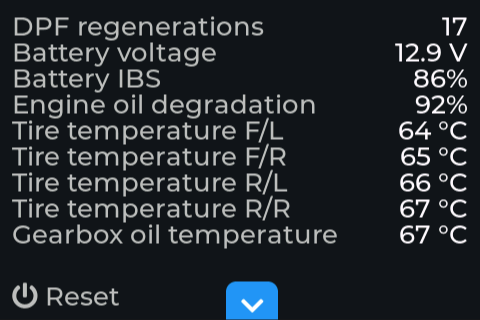 DPF regenerations 17
Battery voltage 12.9 V
Battery IBS 86%
Engine oil degradation 92%
Tire temperature F/L 64 °C
Tire temperature F/R 65 °C
Tire temperature R/L 66 °C
Tire temperature R/R 67 °C
Gearbox oil temperature 67 °C
Reset